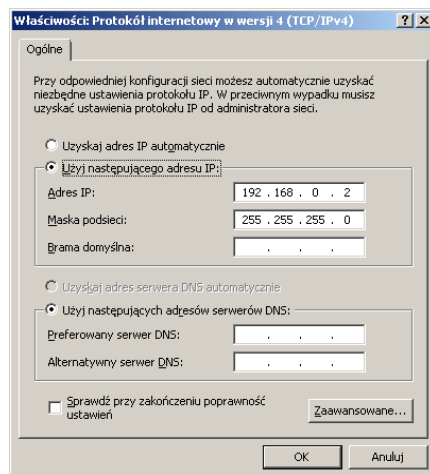 Właściwości: Protokół internetowy w wersji 4 (TCP/IPv4)
Ogólne
Przy odpowiedniej konfiguracji sieci możesz automatycznie uzyskać
niezbędne ustawienia protokołu IP. W przeciwnym wypadku musisz
uzyskać ustawienia protokołu IP od administratora sieci.
Uzyskaj adres IP automatycznie
Użyj następującego adresu IP:
Adres IP: 192 . 168 . 0 . 2
Maska podsieci: 255 . 255 . 255 . 0
Brama domyślna: . . .
Uzyskaj adres serwera DNS automatycznie
Użyj następujących adresów serwerów DNS:
Preferowany serwer DNS: . . .
Alternatywny serwer DNS: . . .
Sprawdź przy zakończeniu poprawność
ustawień
Zaawansowane...
OK Anuluj